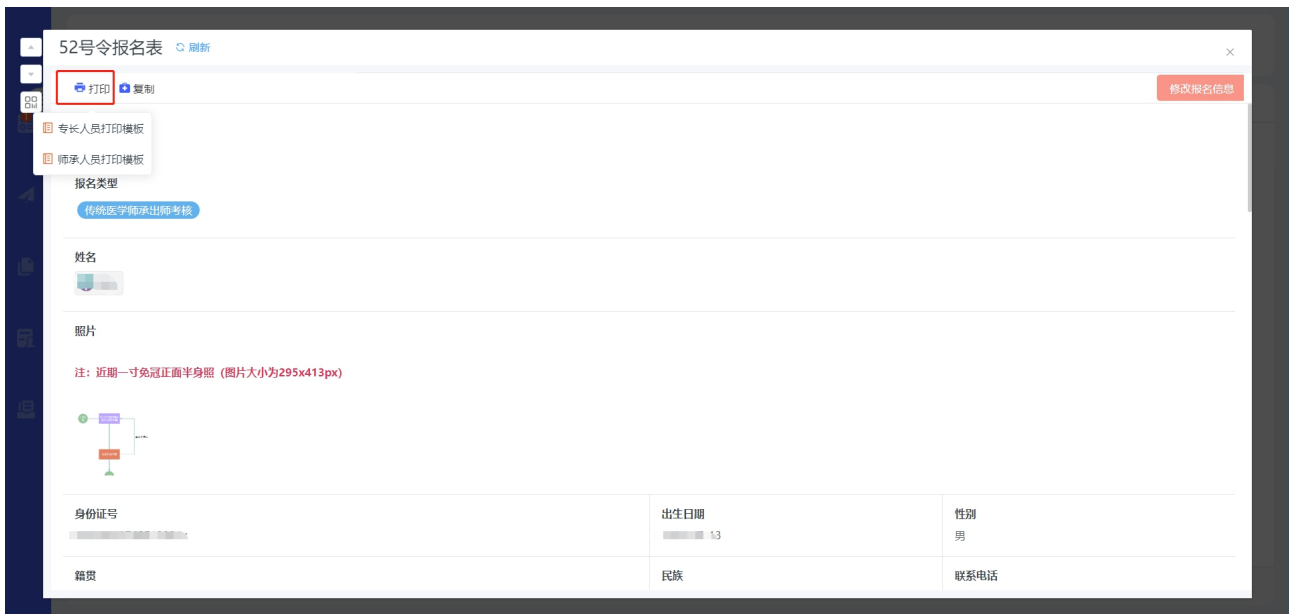 52号令报名表 刷新
打印 复制 修改报名信息
专长人员打印模板
师承人员打印模板
报名类型
传统医学师承出师考核
姓名
照片
注：近期一寸免冠正面半身照（图片大小为295x413px）
身份证号 出生日期 性别
13 男
籍贯 民族 联系电话